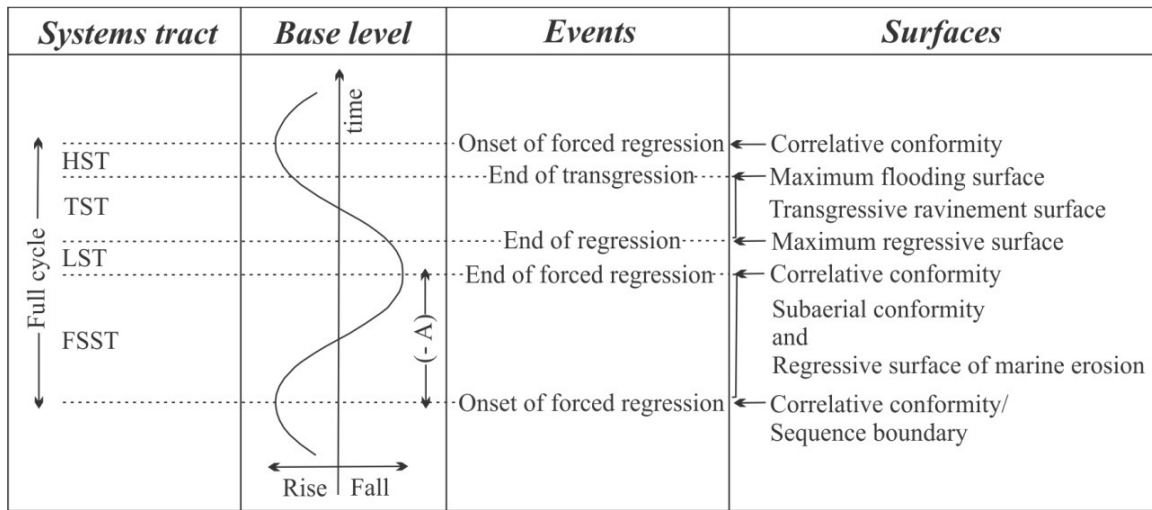 Systems tract
Base level
Events
Surfaces
time
Onset of forced regression
Correlative conformity
HST
End of transgression
Maximum flooding surface
TST
Transgressive ravinement surface
End of regression
Maximum regressive surface
LST
End of forced regression
Correlative conformity
Full cycle
FSST
(- A)
Subaerial conformity
and
Regressive surface of marine erosion
Onset of forced regression
Correlative conformity/
Sequence boundary
Rise
Fall